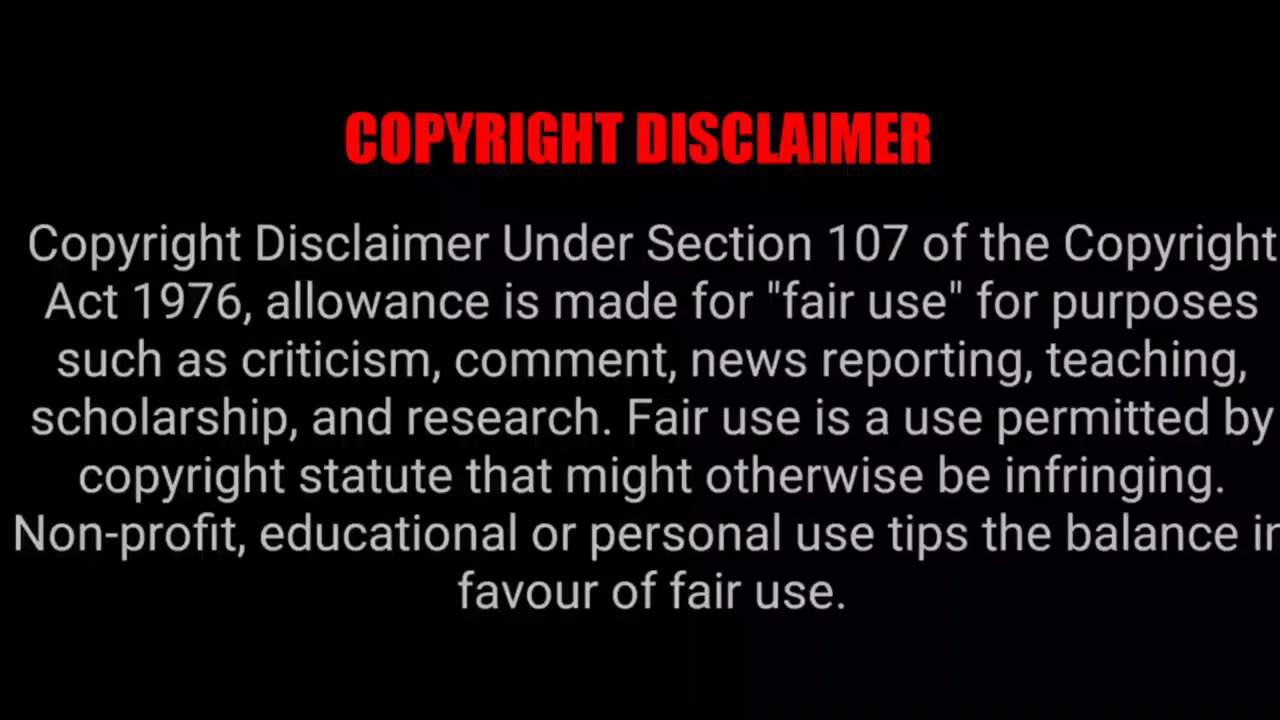 COPYRIGHT DISCLAIMER
Copyright Disclaimer Under Section 107 of the Copyright
Act 1976, allowance is made for "fair use" for purposes
such as criticism, comment, news reporting, teaching,
scholarship, and research. Fair use is a use permitted by
copyright statute that might otherwise be infringing.
Non-profit, educational or personal use tips the balance in
favour of fair use.